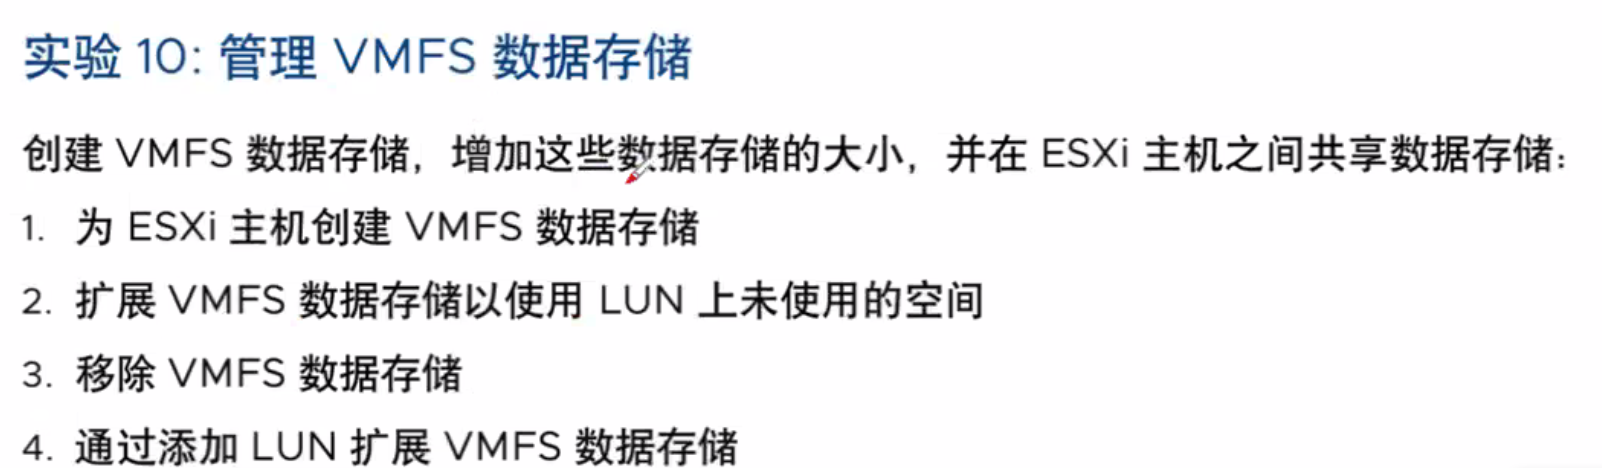 实验 10: 管理 VMFS 数据存储
创建 VMFS 数据存储，增加这些数据存储的大小，并在 ESXi 主机之间共享数据存储：
1. 为 ESXi 主机创建 VMFS 数据存储
2. 扩展 VMFS 数据存储以使用 LUN 上未使用的空间
3. 移除 VMFS 数据存储
4. 通过添加 LUN 扩展 VMFS 数据存储